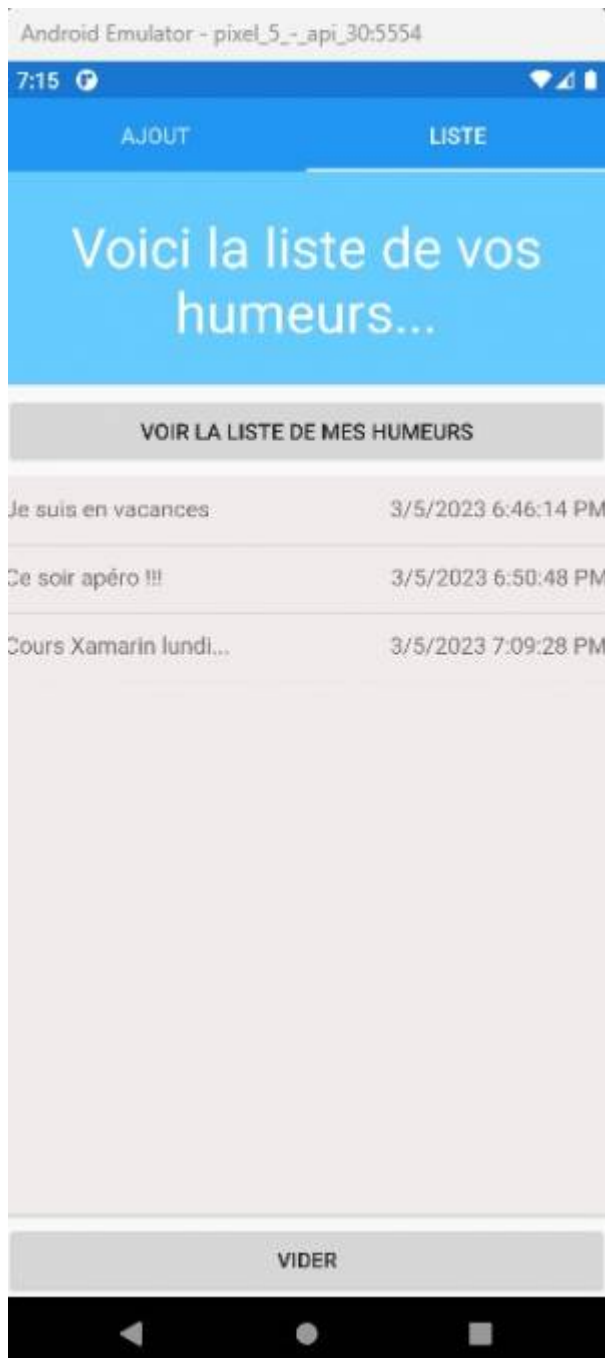 Android Emulator - pixel_5_-_api_30:5554
7:15
AJOUT LISTE
Voici la liste de vos
humeurs...
VOIR LA LISTE DE MES HUMEURS
Je suis en vacances 3/5/2023 6:46:14 PM
Ce soir apéro !!! 3/5/2023 6:50:48 PM
Cours Xamarin lundi... 3/5/2023 7:09:28 PM
VIDER